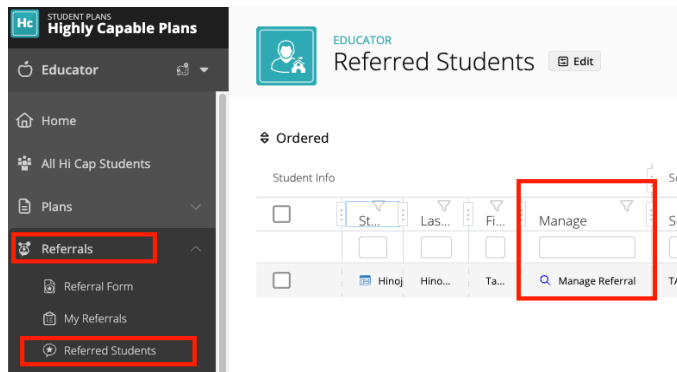 Hc
STUDENT PLANS
Highly Capable Plans
Educator
Home
All Hi Cap Students
Plans
Referrals
Referral Form
My Referrals
Referred Students
EDUCATOR
Referred Students
Edit
Ordered
Student Info
St... Las... Fi... Manage
Hinoj Hino... Ta... Manage Referral